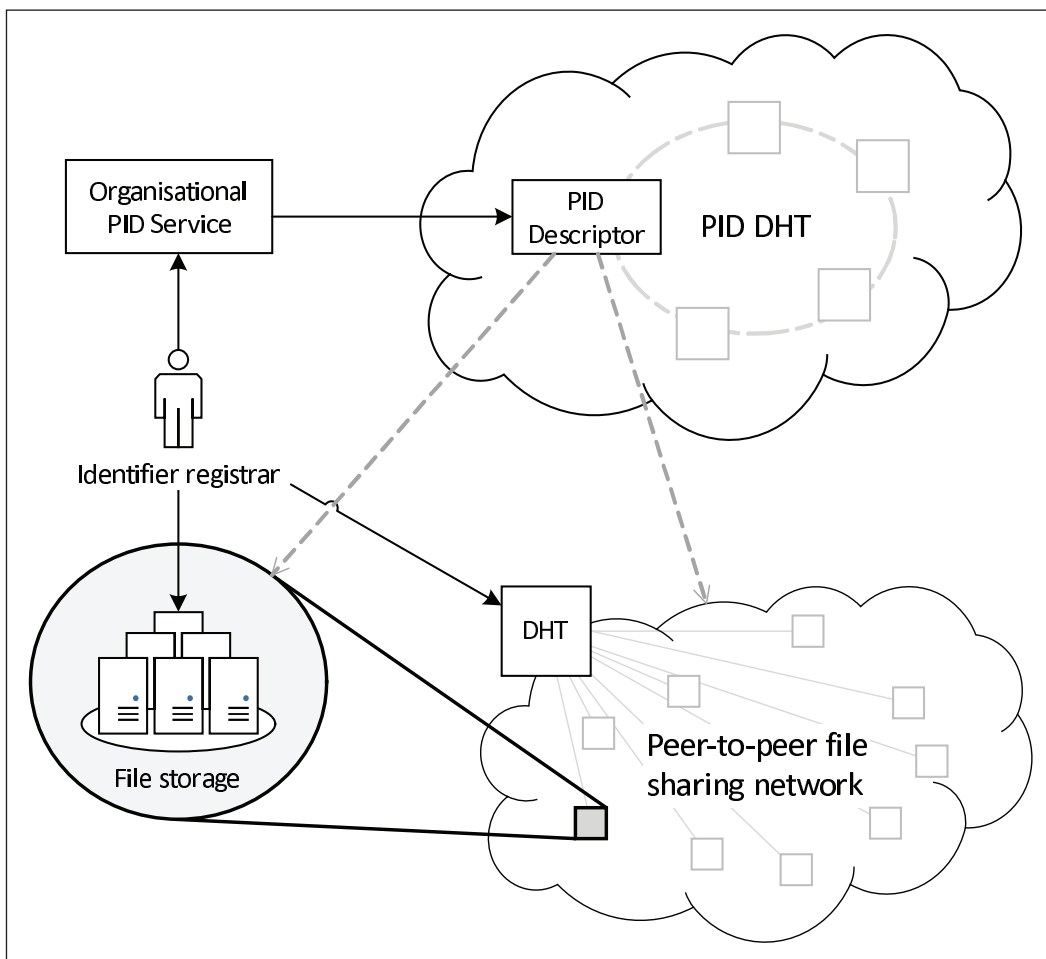 Organisational
PID Service
PID
Descriptor
PID DHT
Identifier registrar
DHT
File storage
Peer-to-peer file
sharing network